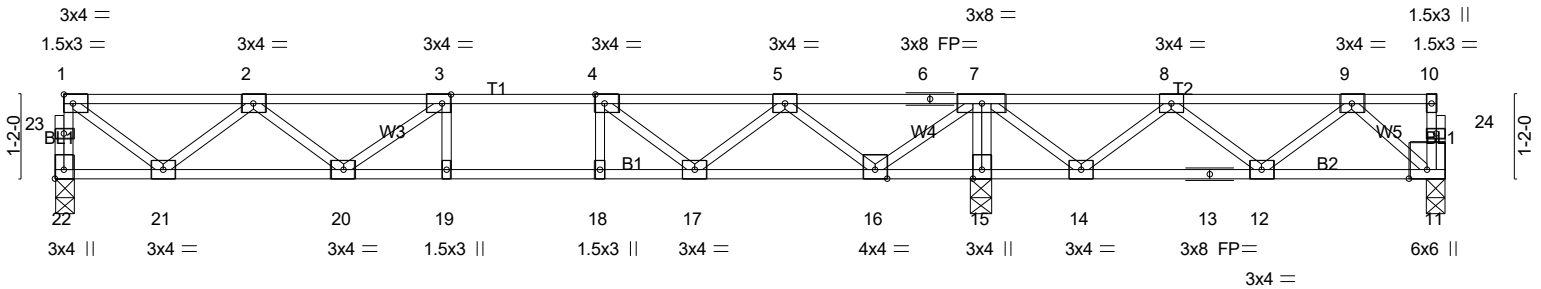 3x4 = 3x8 = 1.5x3 ||
1.5x3 = 3x4 = 3x4 = 3x4 = 3x4 = 3x8 FP= 3x4 = 3x4 = 1.5x3 =
1 2 3 4 5 6 7 8 9 10
T1 T2
1-2-0 23 BL1 W3 W4 W5 BL1 24 1-2-0
B1 B2
22 21 20 19 18 17 16 15 14 13 12 11
3x4 || 3x4 = 3x4 = 1.5x3 || 1.5x3 || 3x4 = 4x4 = 3x4 || 3x4 = 3x8 FP= 6x6 ||
3x4 =